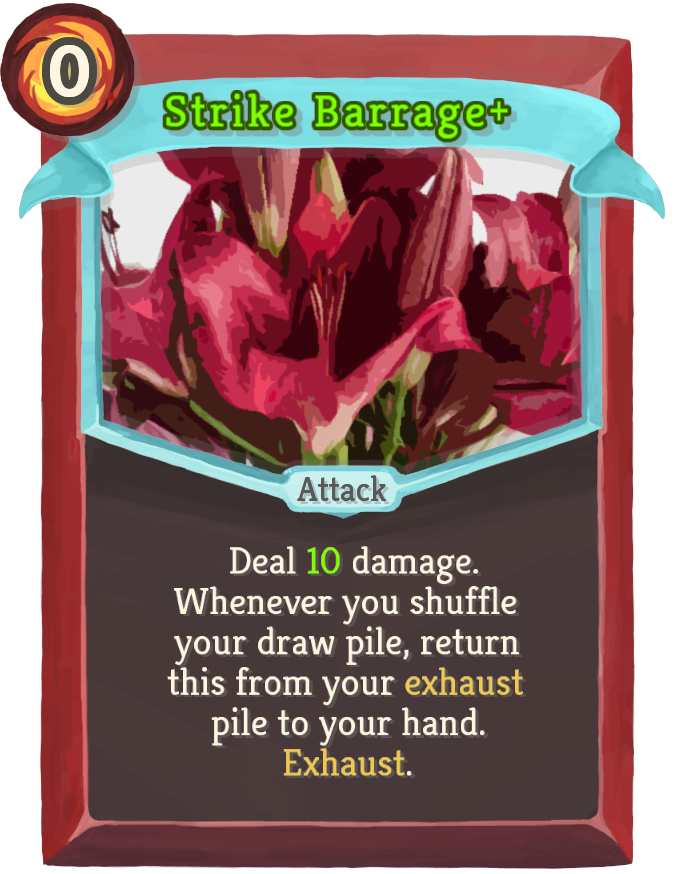 0
Strike Barrage+
Attack
Deal 10 damage.
Whenever you shuffle
your draw pile, return
this from your exhaust
pile to your hand.
Exhaust.